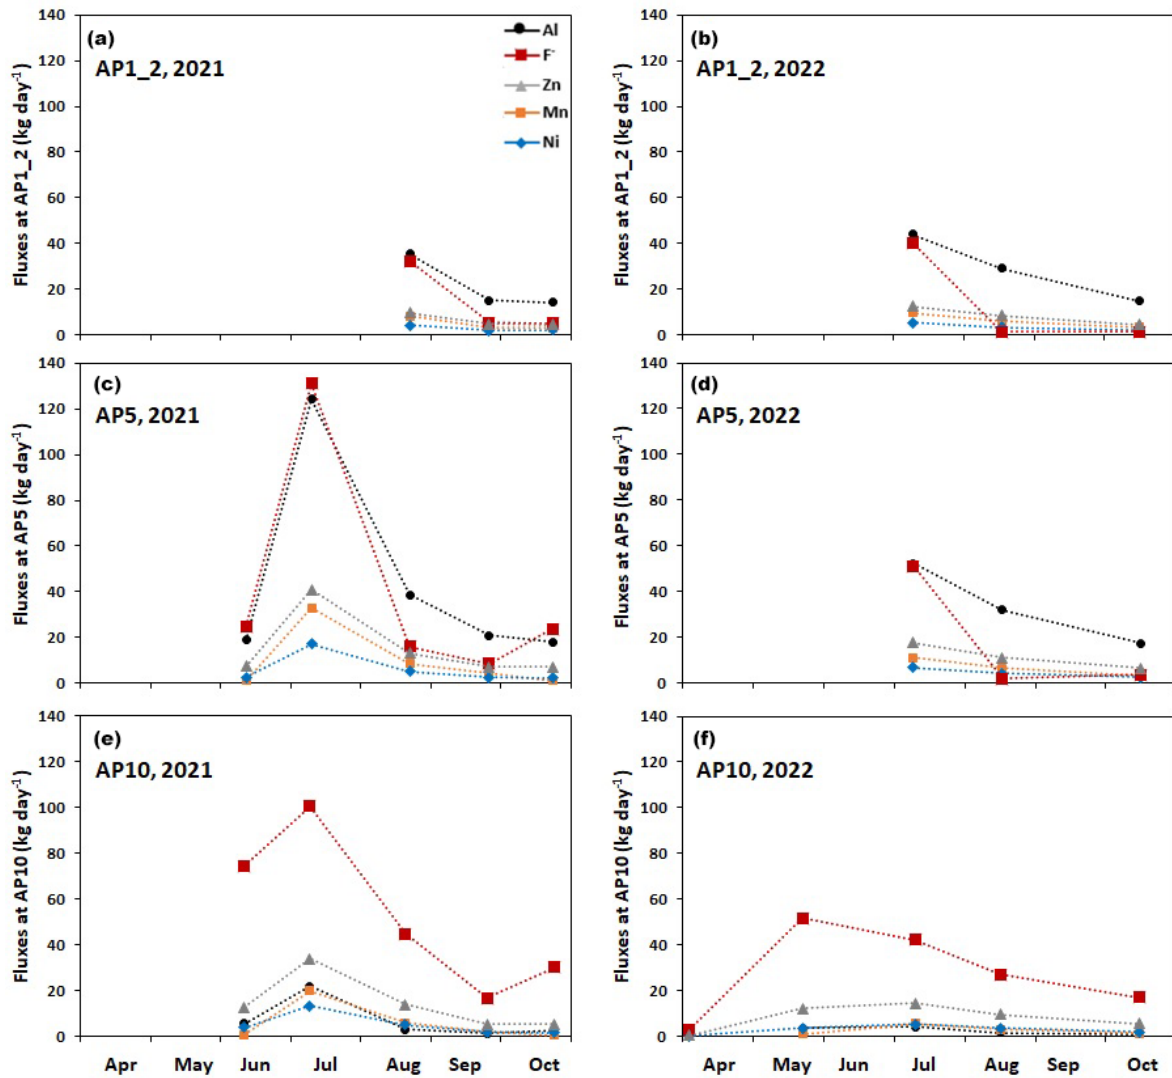 (a)
AP1_2, 2021
Al
F-
Zn
Mn
Ni
Fluxes at AP1_2 (kg day-1)
140
120
100
80
60
40
20
0
(b)
AP1_2, 2022
Fluxes at AP1_2 (kg day-1)
140
120
100
80
60
40
20
0
(c)
AP5, 2021
Fluxes at AP5 (kg day-1)
140
120
100
80
60
40
20
0
(d)
AP5, 2022
Fluxes at AP5 (kg day-1)
140
120
100
80
60
40
20
0
(e)
AP10, 2021
Fluxes at AP10 (kg day-1)
140
120
100
80
60
40
20
0
Apr May Jun Jul Aug Sep Oct
(f)
AP10, 2022
Fluxes at AP10 (kg day-1)
140
120
100
80
60
40
20
0
Apr May Jun Jul Aug Sep Oct